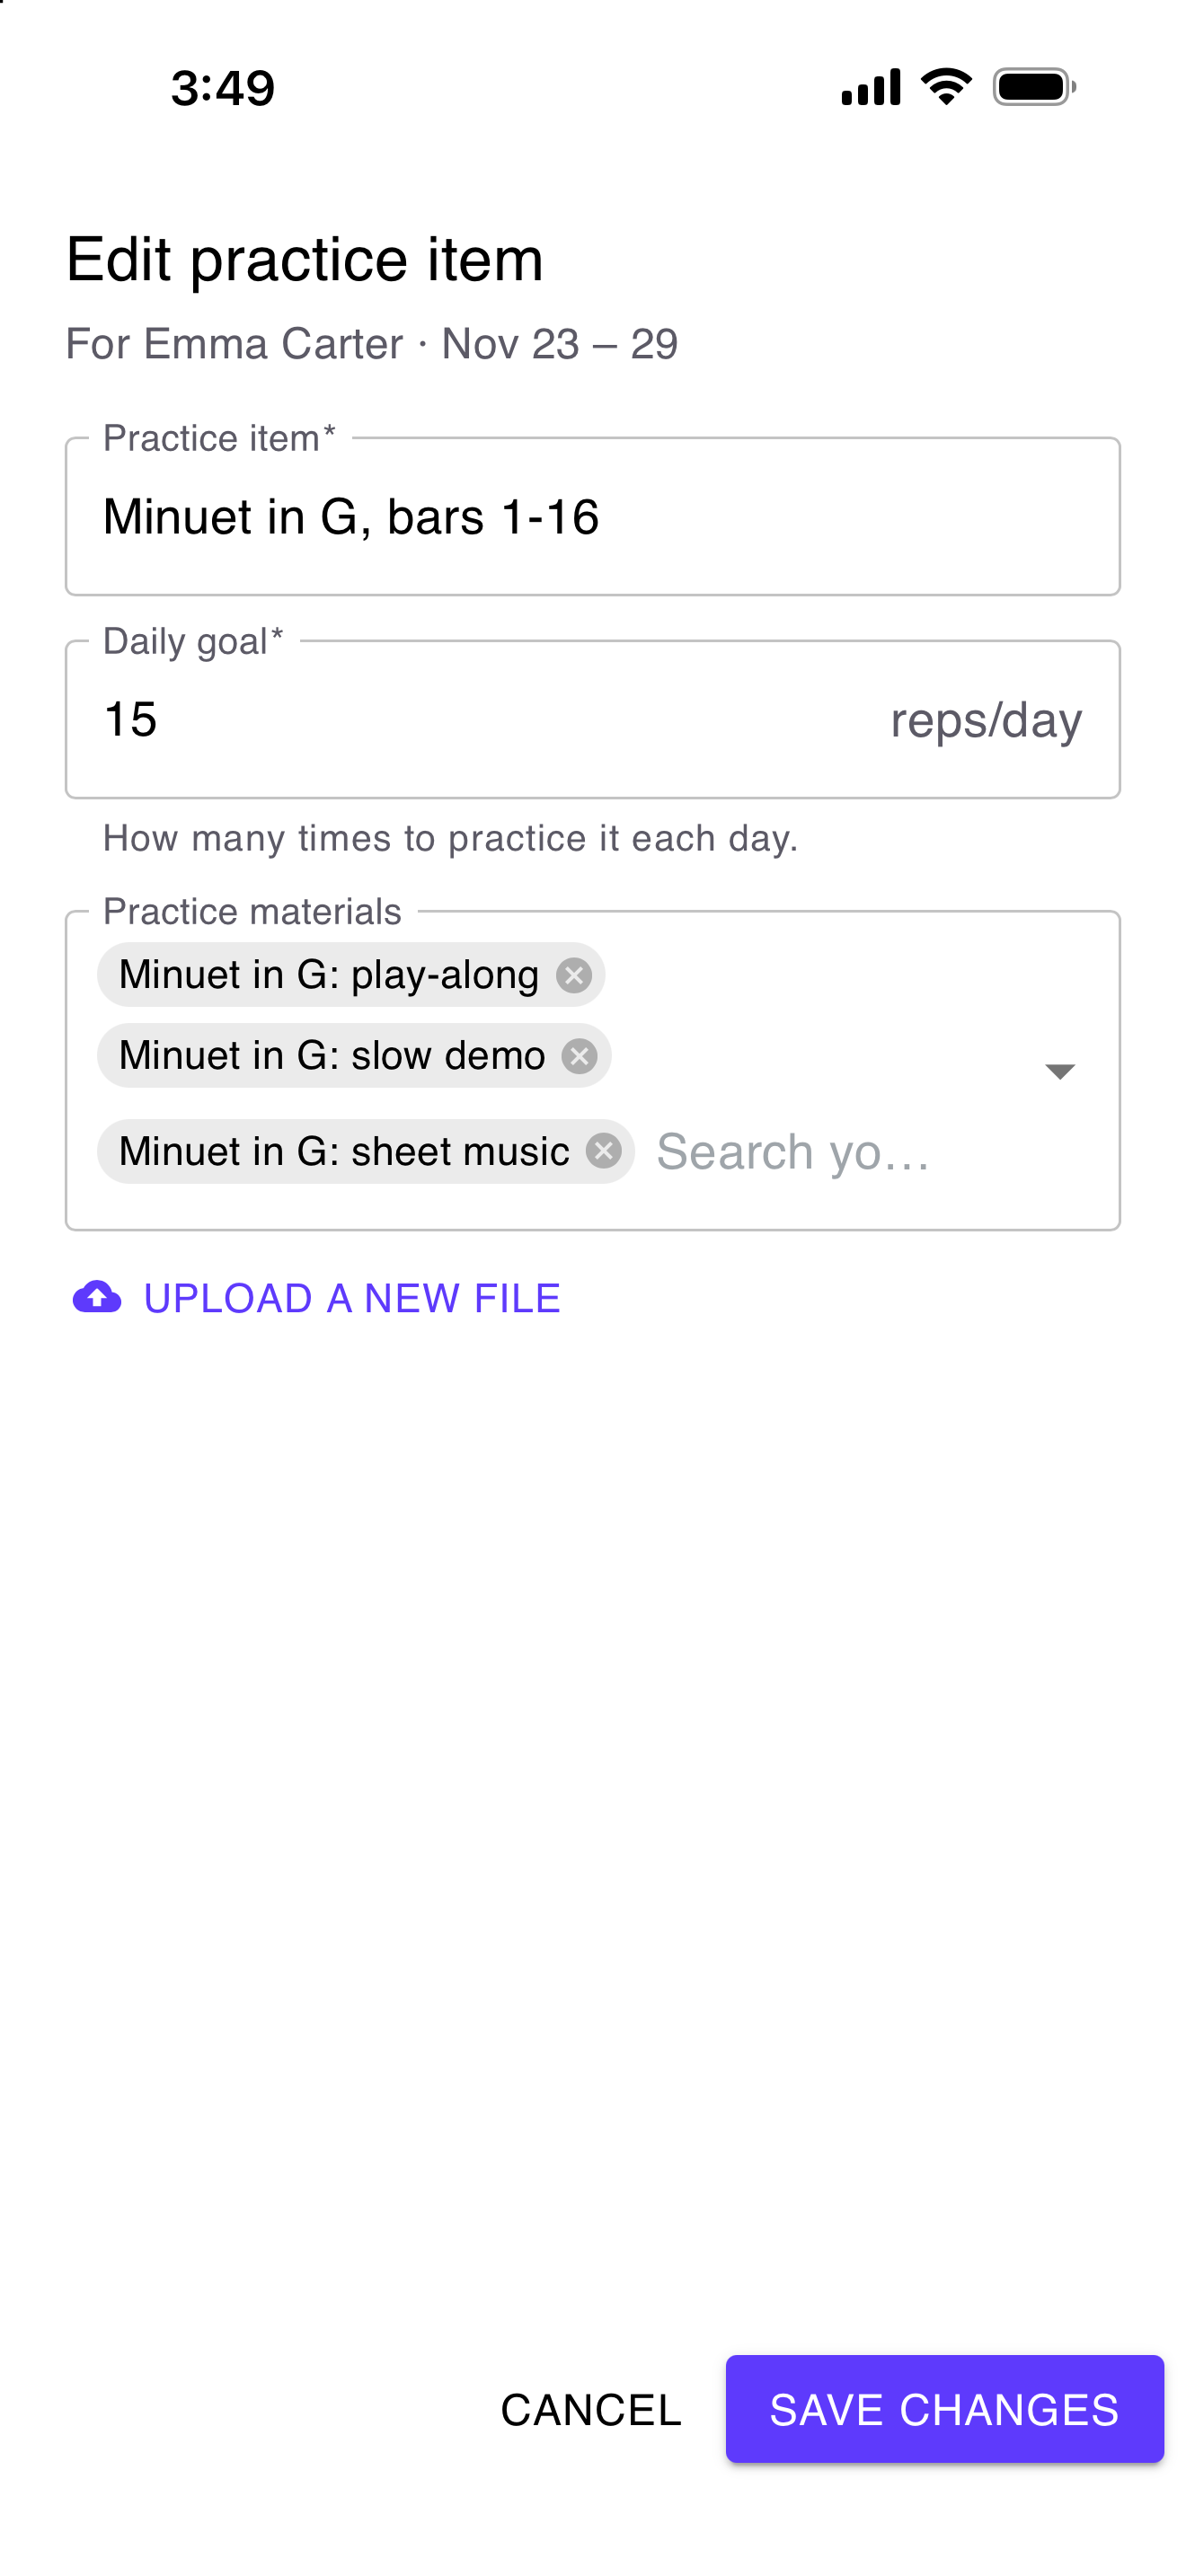 3:49
Edit practice item
For Emma Carter · Nov 23 – 29
Practice item*
Minuet in G, bars 1-16
Daily goal*
15 reps/day
How many times to practice it each day.
Practice materials
Minuet in G: play-along
Minuet in G: slow demo
Minuet in G: sheet music Search yo...
UPLOAD A NEW FILE
CANCEL SAVE CHANGES